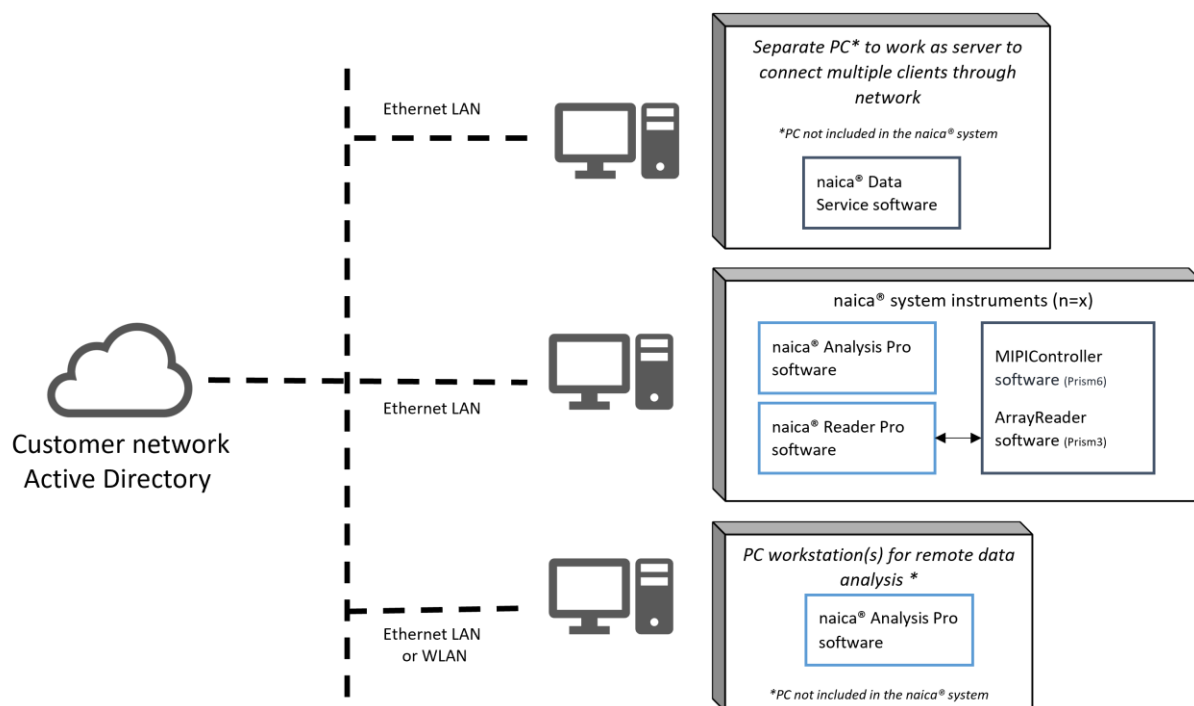 Separate PC* to work as server to
connect multiple clients through
network
*PC not included in the naica® system
naica® Data
Service software
Ethernet LAN
naica® system instruments (n=x)
naica® Analysis Pro
software
naica® Reader Pro
software
MIPIController
software (Prism6)
ArrayReader
software (Prism3)
Ethernet LAN
Customer network
Active Directory
PC workstation(s) for remote data
analysis *
naica® Analysis Pro
software
*PC not included in the naica® system
Ethernet LAN
or WLAN